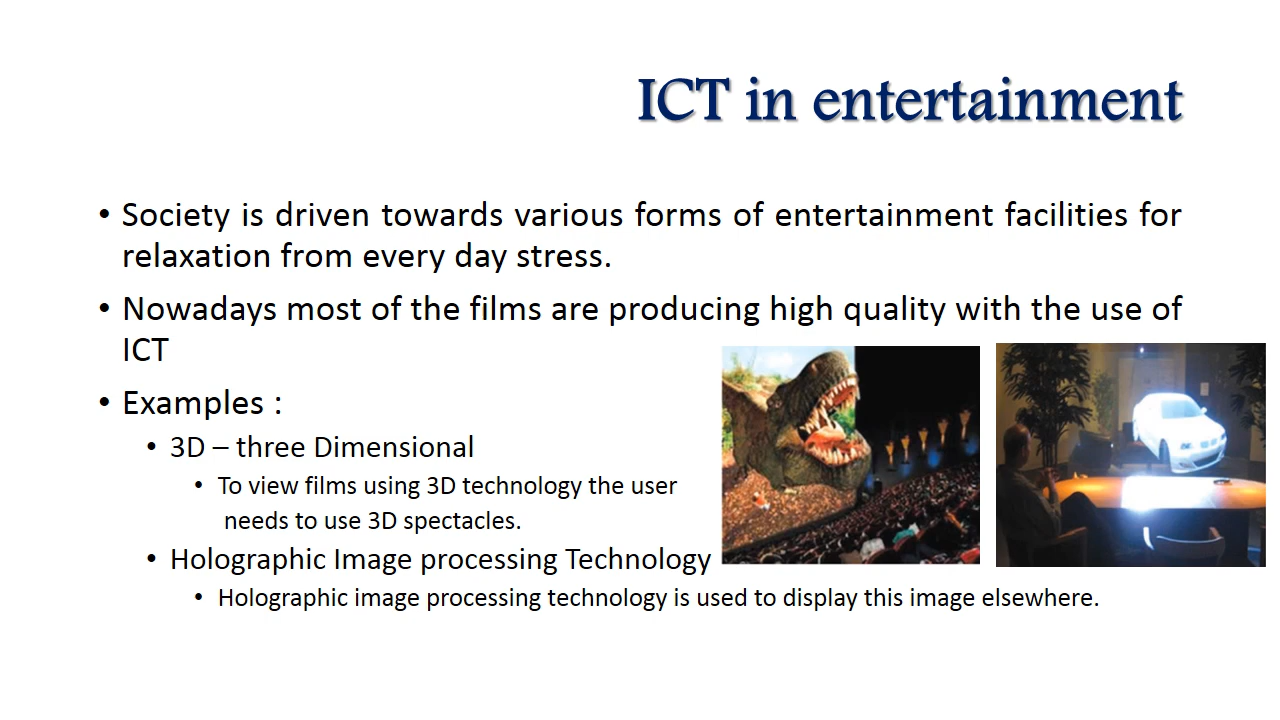 ICT in entertainment
• Society is driven towards various forms of entertainment facilities for
relaxation from every day stress.
• Nowadays most of the films are producing high quality with the use of
ICT
• Examples :
• 3D – three Dimensional
• To view films using 3D technology the user
needs to use 3D spectacles.
• Holographic Image processing Technology
• Holographic image processing technology is used to display this image elsewhere.